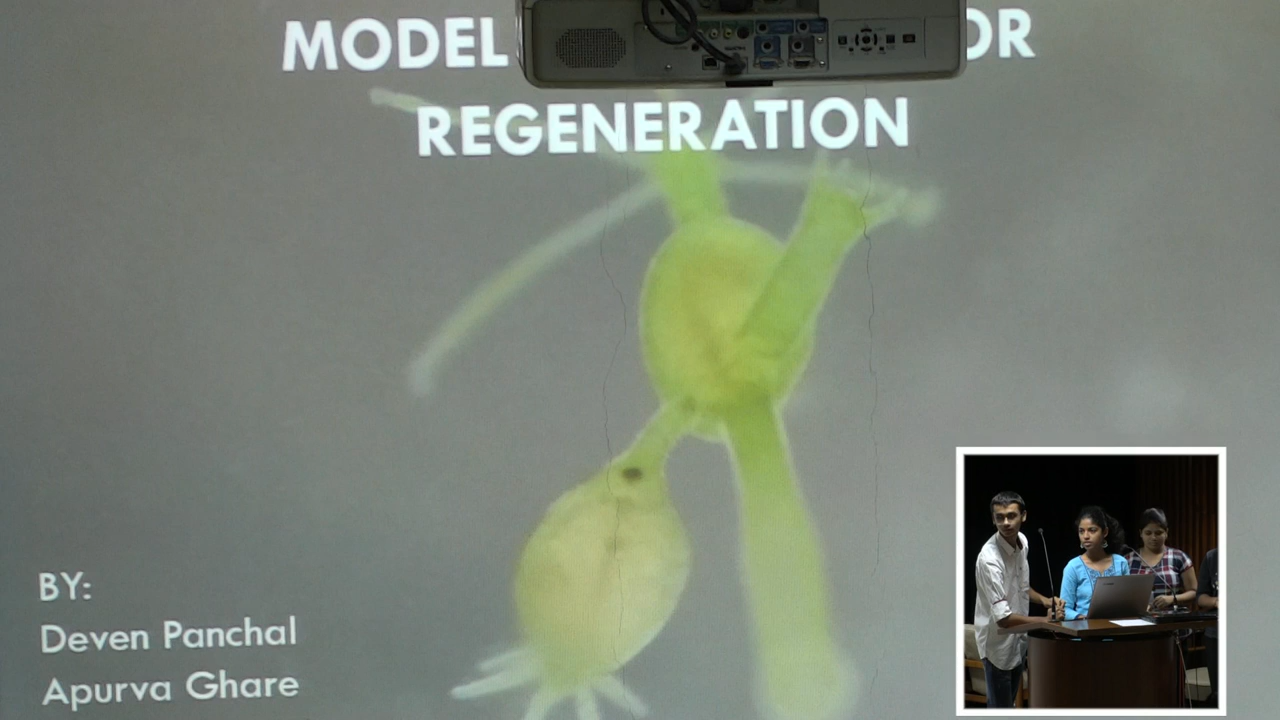 MODEL OR
REGENERATION
BY:
Deven Panchal
Apurva Ghare